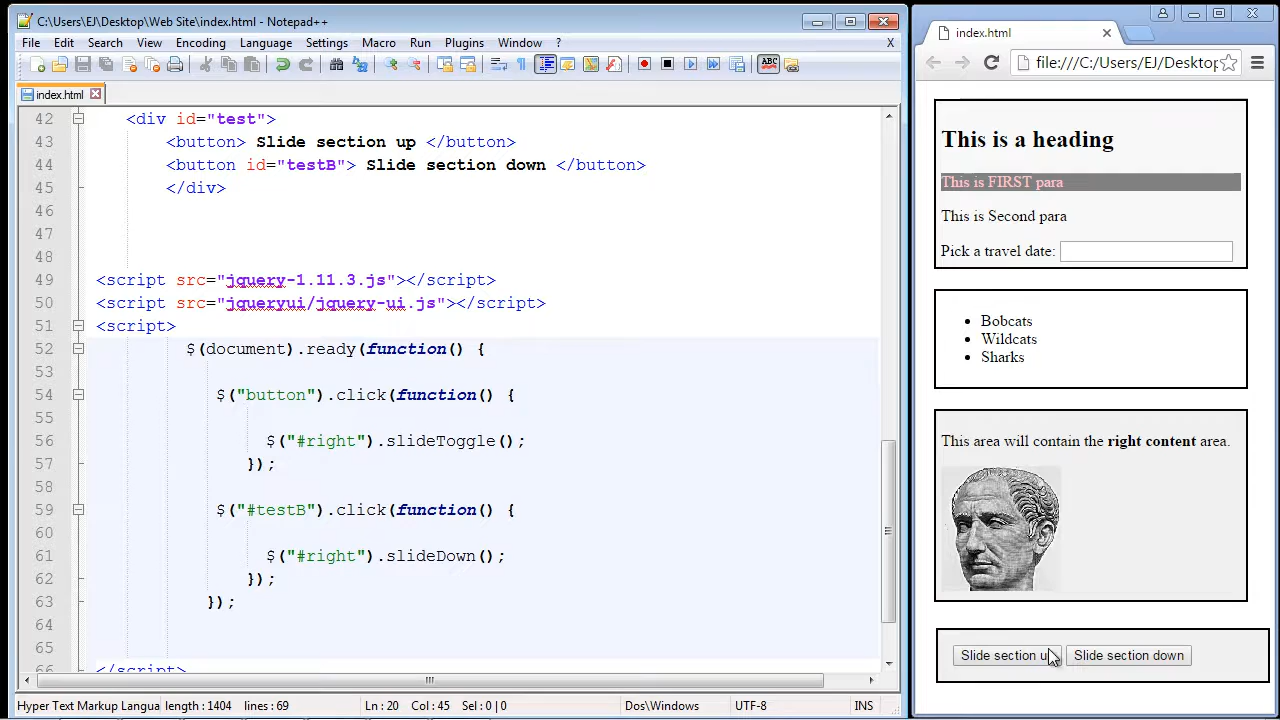 C:\Users\EJ\Desktop\Web Site\index.html - Notepad++
File Edit Search View Encoding Language Settings Macro Run Plugins Window ? X
index.html
42 <div id="test">
43 <button> Slide section up </button>
44 <button id="testB"> Slide section down </button>
45 </div>
46
47
48
49 <script src="jquery-1.11.3.js"></script>
50 <script src="jqueryui/jquery-ui.js"></script>
51 <script>
52 $(document).ready(function() {
53
54 $("button").click(function() {
55
56 $("#right").slideToggle();
57 });
58
59 $("#testB").click(function() {
60
61 $("#right").slideDown();
62 });
63 });
64
65
66 </script>
Hyper Text Markup Langua length : 1404 lines : 69 Ln : 20 Col : 45 Sel : 0 | 0 Dos\Windows UTF-8 INS
index.html
file:///C:/Users/EJ/Desktop
This is a heading
This is FIRST para
This is Second para
Pick a travel date:
Bobcats
Wildcats
Sharks
This area will contain the right content area.
Slide section u Slide section down